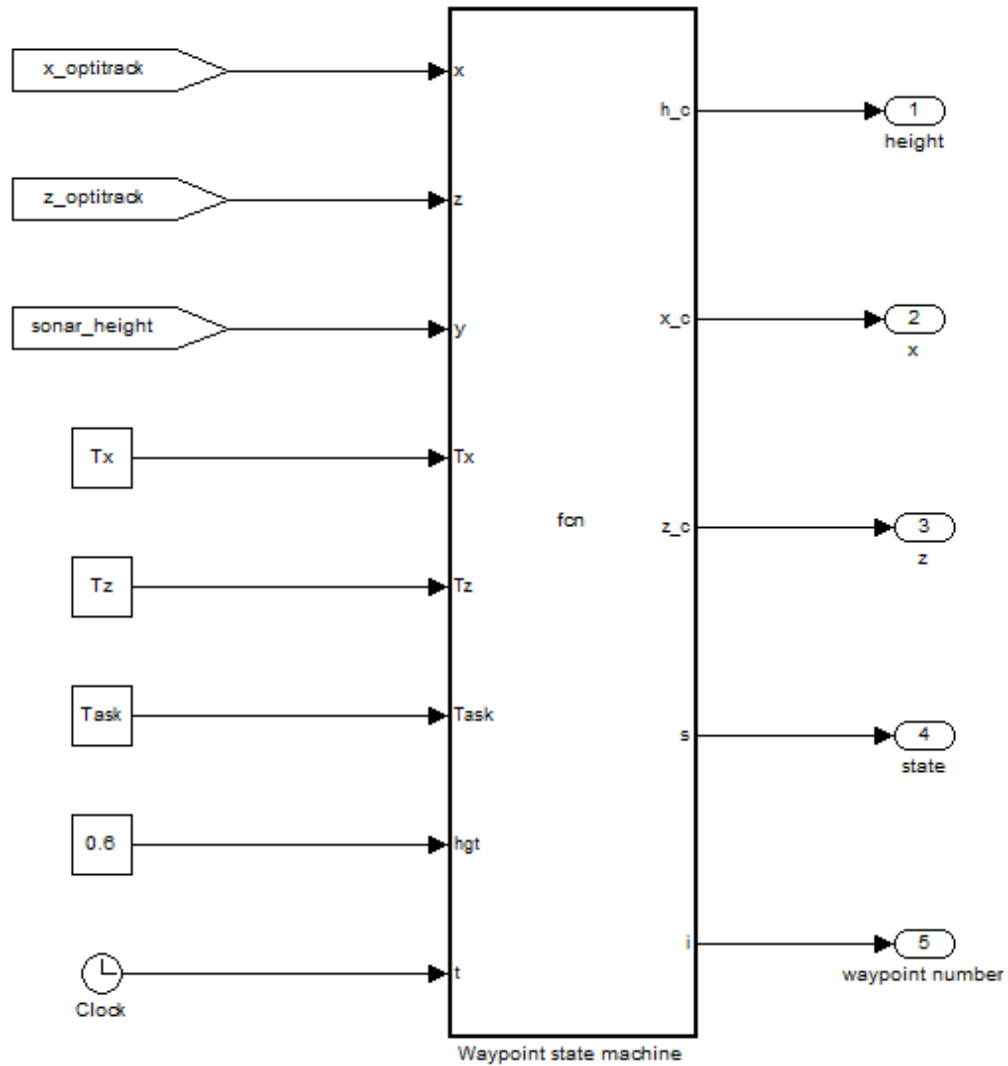 x_optitrack
x
h_c
1
height
z_optitrack
z
sonar_height
y
x_c
2
x
Tx
Tx
fcn
z_c
3
z
Tz
Tz
Task
Task
s
4
state
0.6
hgt
i
5
waypoint number
t
Clock
Waypoint state machine